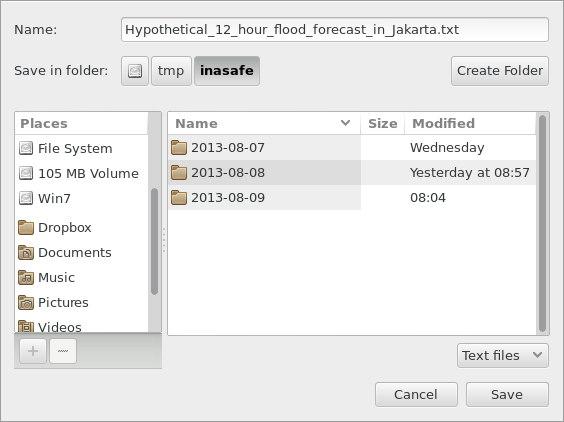 Name: Hypothetical_12_hour_flood_forecast_in_Jakarta.txt
Save in folder: tmp inasafe Create Folder
Places Name Size Modified
File System 2013-08-07 Wednesday
105 MB Volume 2013-08-08 Yesterday at 08:57
Win7 2013-08-09 08:04
Dropbox
Documents
Music
Pictures
Videos
Text files
Cancel Save